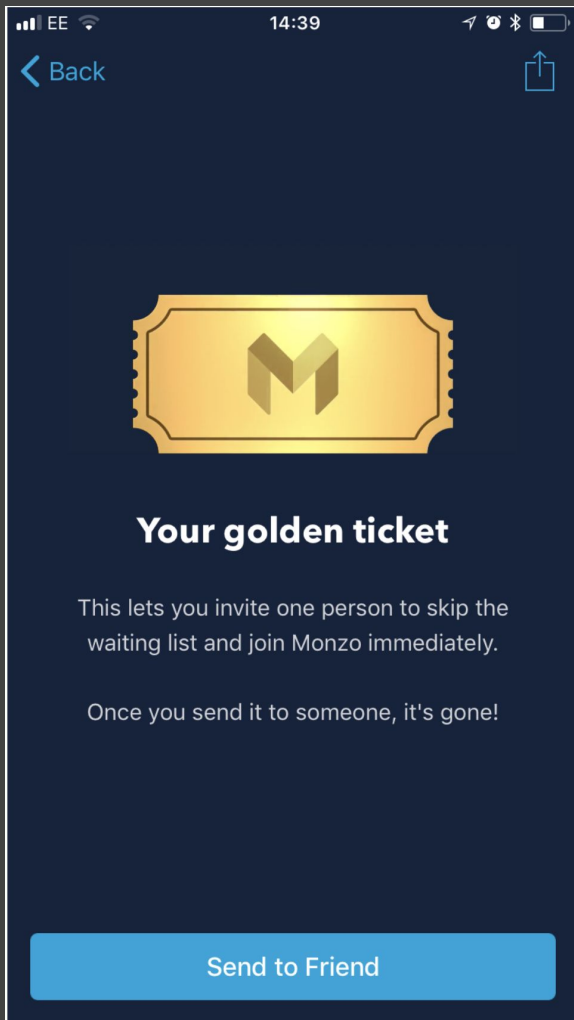 EE 14:39
Back
Your golden ticket
This lets you invite one person to skip the
waiting list and join Monzo immediately.
Once you send it to someone, it's gone!
Send to Friend